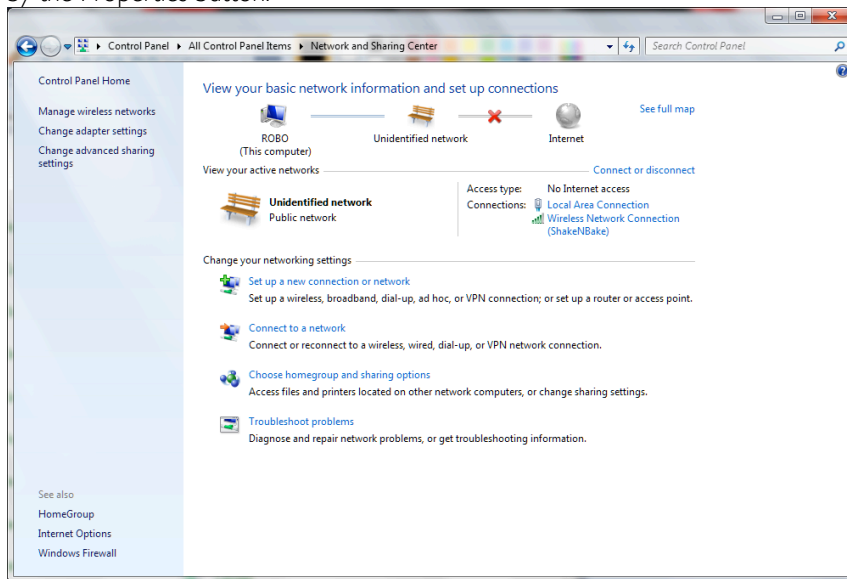 Control Panel ▸ All Control Panel Items ▸ Network and Sharing Center
Search Control Panel
Control Panel Home
Manage wireless networks
Change adapter settings
Change advanced sharing
settings
View your basic network information and set up connections
See full map
ROBO
(This computer)
Unidentified network
Internet
View your active networks
Connect or disconnect
Unidentified network
Public network
Access type: No Internet access
Connections: Local Area Connection
Wireless Network Connection
(ShakeNBake)
Change your networking settings
Set up a new connection or network
Set up a wireless, broadband, dial-up, ad hoc, or VPN connection; or set up a router or access point.
Connect to a network
Connect or reconnect to a wireless, wired, dial-up, or VPN network connection.
Choose homegroup and sharing options
Access files and printers located on other network computers, or change sharing settings.
Troubleshoot problems
Diagnose and repair network problems, or get troubleshooting information.
See also
HomeGroup
Internet Options
Windows Firewall